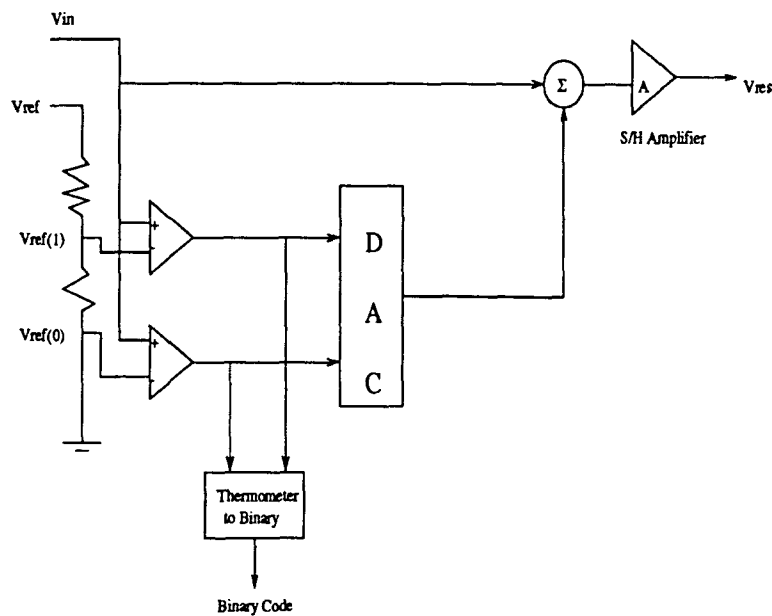 Vin
Vref
Σ
A
Vres
S/H Amplifier
+
-
Vref(1)
D
A
C
Vref(0)
+
-
Thermometer
to Binary
Binary Code